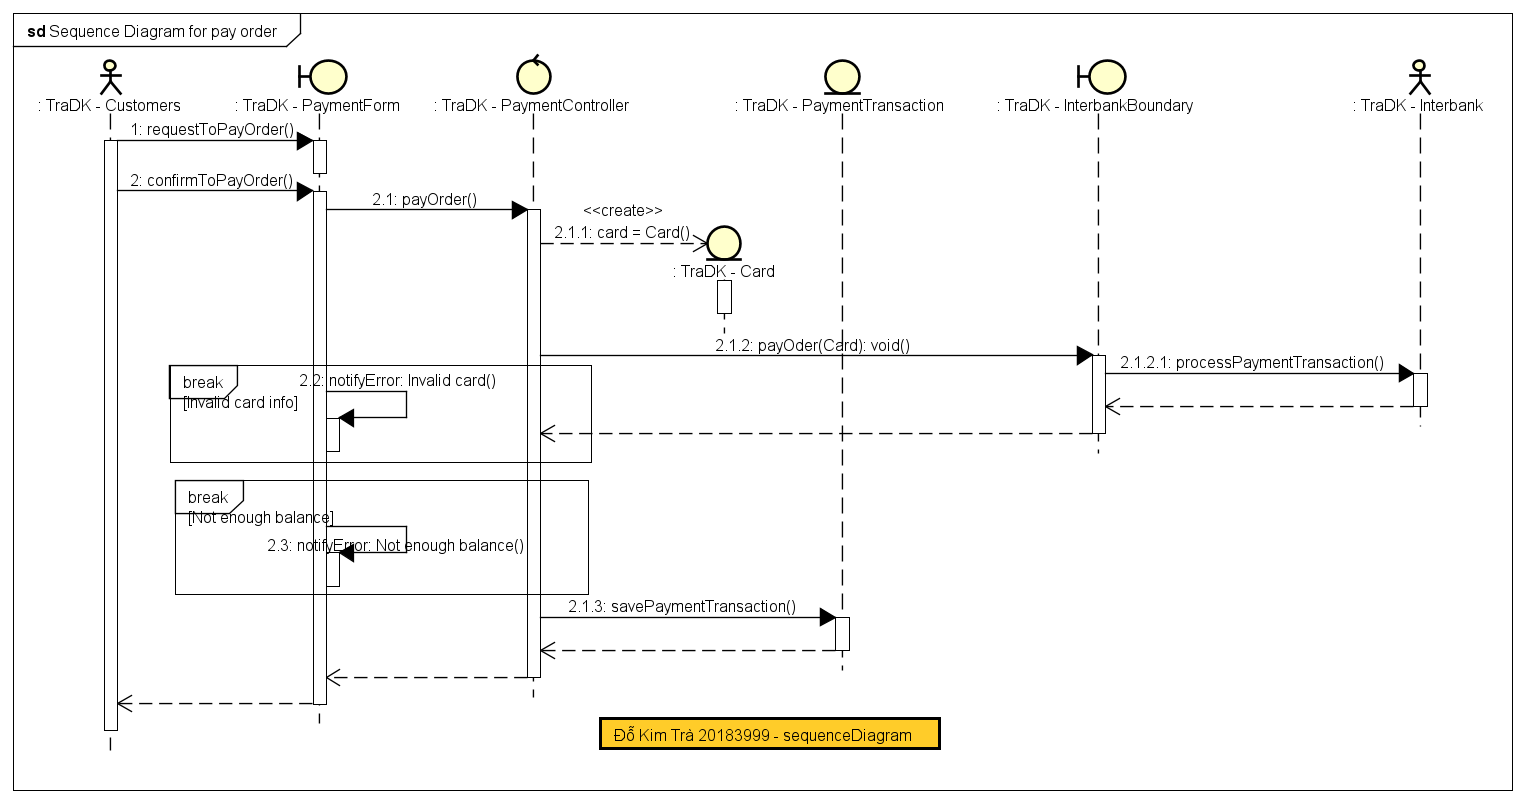 sd Sequence Diagram for pay order
: TraDK - Customers
: TraDK - PaymentForm
: TraDK - PaymentController
: TraDK - PaymentTransaction
: TraDK - InterbankBoundary
: TraDK - Interbank
1: requestToPayOrder()
2: confirmToPayOrder()
2.1: payOrder()
<<create>>
2.1.1: card = Card()
: TraDK - Card
2.1.2: payOder(Card): void()
2.1.2.1: processPaymentTransaction()
break
2.2: notifyError: Invalid card()
[Invalid card info]
break
[Not enough balance]
2.3: notifyError: Not enough balance()
2.1.3: savePaymentTransaction()
Đỗ Kim Trà 20183999 - sequenceDiagram